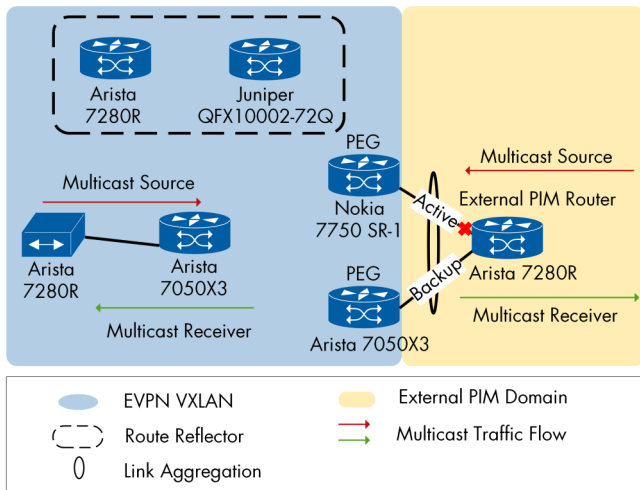 Arista
7280R
Juniper
QFX10002-72Q
PEG
Nokia
7750 SR-1
Active
Multicast Source
External PIM Router
Arista
7280R
Multicast Source
Arista
7280R
Arista
7050X3
Multicast Receiver
PEG
Backup
Arista 7050X3
Multicast Receiver
EVPN VXLAN
External PIM Domain
Route Reflector
Multicast Traffic Flow
Link Aggregation